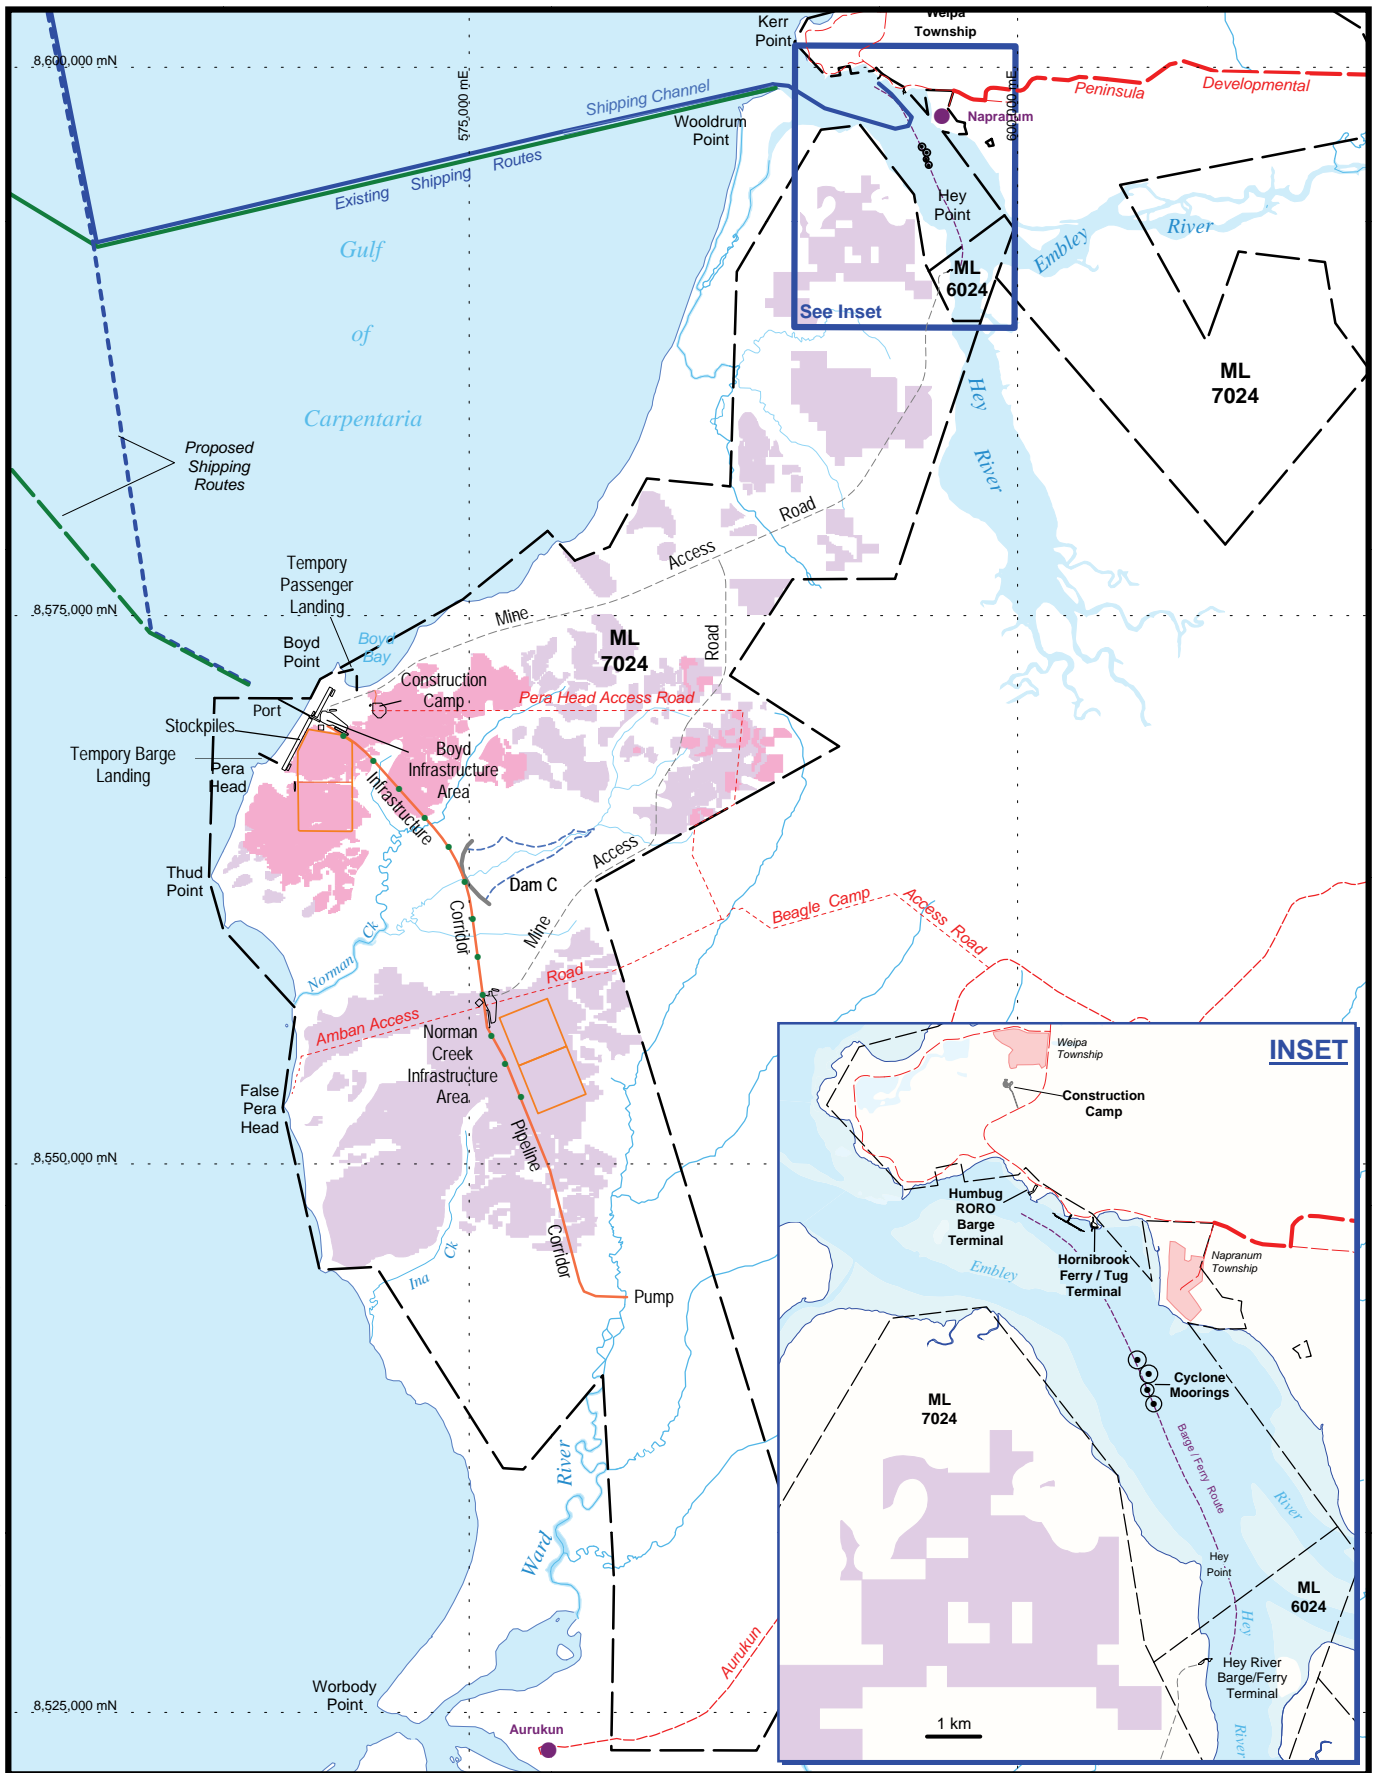 Kerr
Point
Weipa
Township
8,600,000 mN
575,000 mE
600,000 mE
Shipping Channel
Peninsula
Developmental
Wooldrum
Point
Napranum
Existing Shipping Routes
Hey
Point
River
Embley
Gulf
of
Carpentaria
ML
6024
See Inset
ML
7024
Hey
River
Proposed
Shipping
Routes
Road
Access
Mine
Tempory
Passenger
Landing
8,575,000 mN
Boyd
Point
Boyd
Bay
ML
7024
Road
Construction
Camp
Pera Head Access Road
Port
Stockpiles
Tempory Barge
Landing
Pera
Head
Boyd
Infrastructure
Area
Infrastructure
Corridor
Access
Mine
Thud
Point
Dam C
Beagle Camp
Access Road
Norman
Ck
Road
Amban Access
Norman
Creek
Infrastructure
Area
False
Pera
Head
8,550,000 mN
Pipeline
Corridor
Ina
Ck
Pump
Ward
River
Worbody
Point
8,525,000 mN
Aurukun
Aurukun
INSET
Weipa
Township
Construction
Camp
Humbug
RORO
Barge
Terminal
Hornibrook
Ferry / Tug
Terminal
Napranum
Township
Embley
Cyclone
Moorings
ML
7024
Barge / Ferry Route
River
Hey
Point
ML
6024
Hey
Hey River
Barge/Ferry
Terminal
River
1 km